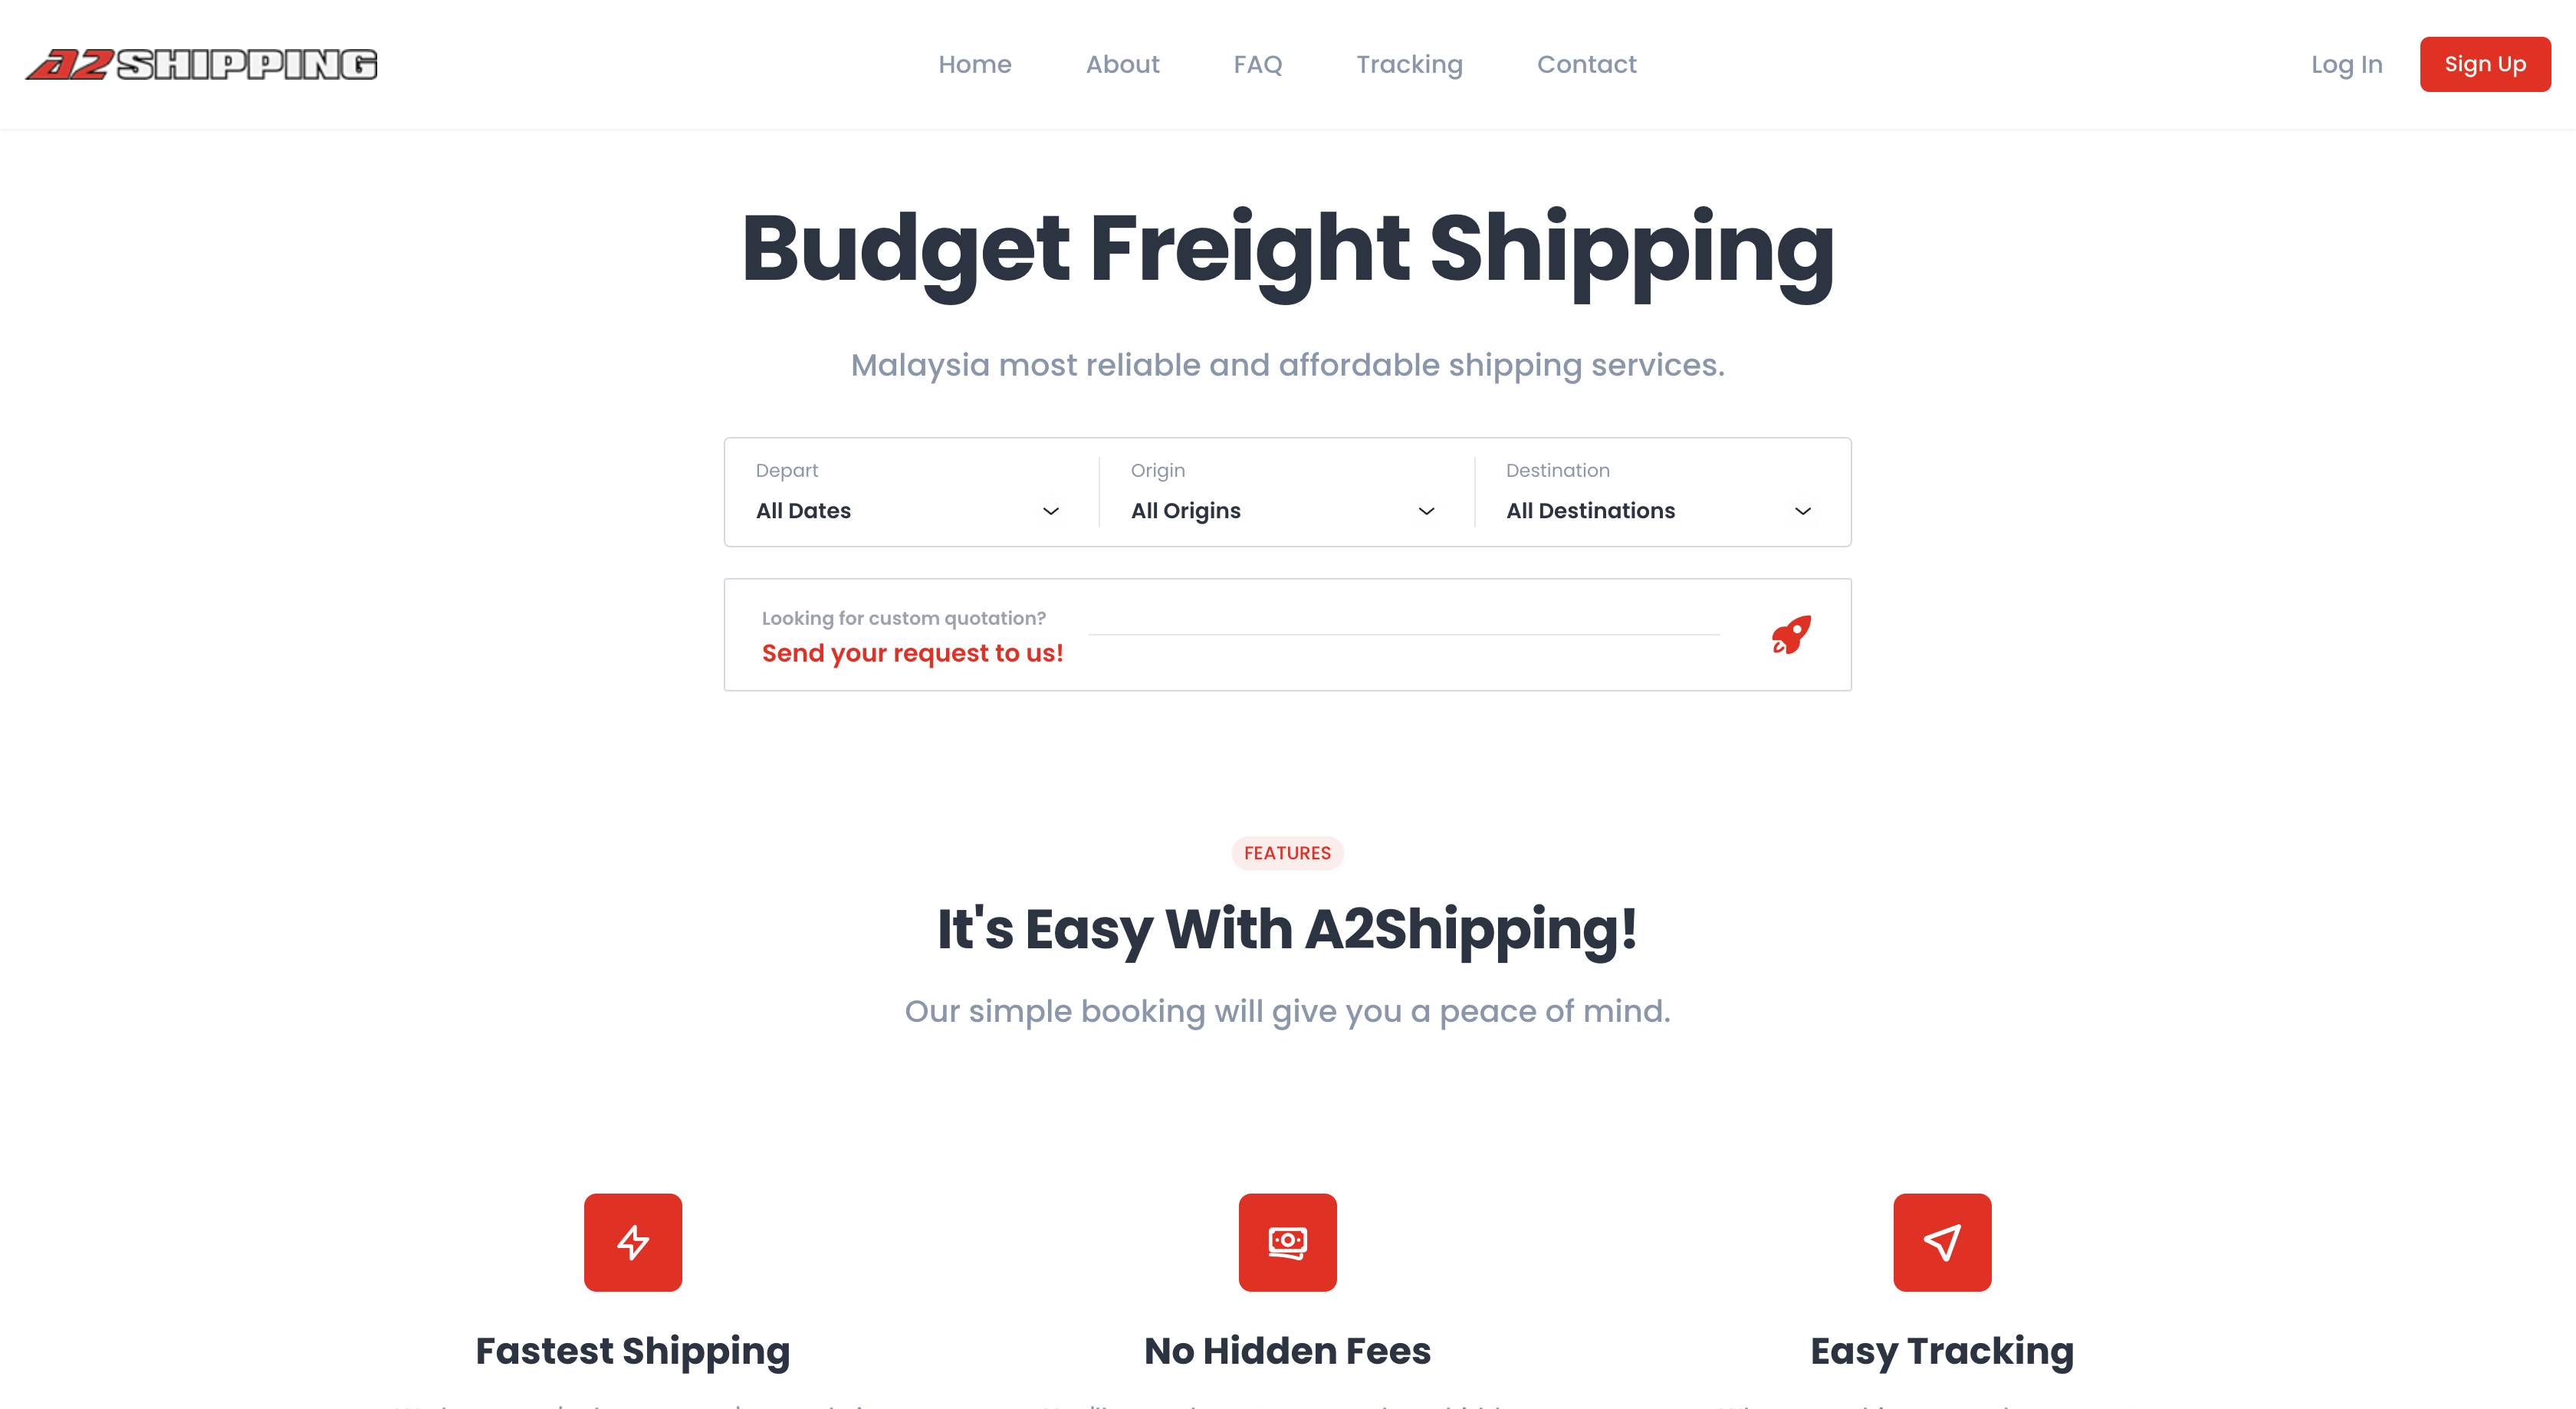 A2SHIPPING
Home About FAQ Tracking Contact
Log In Sign Up
Budget Freight Shipping
Malaysia most reliable and affordable shipping services.
Depart Origin Destination
All Dates All Origins All Destinations
Looking for custom quotation?
Send your request to us!
FEATURES
It's Easy With A2Shipping!
Our simple booking will give you a peace of mind.
Fastest Shipping No Hidden Fees Easy Tracking